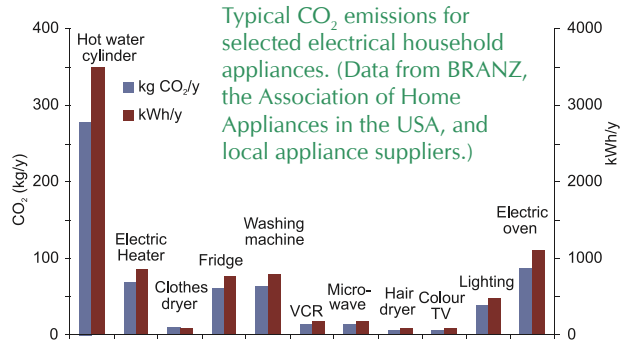 Typical CO₂ emissions for
selected electrical household
appliances. (Data from BRANZ,
the Association of Home
Appliances in the USA, and
local appliance suppliers.)
400
300
200
100
0
CO₂ (kg/y)
Hot water
cylinder
kg CO₂/y
kWh/y
Electric
Heater
Clothes
dryer
Fridge
Washing
machine
VCR
Micro-
wave
Hair
dryer
Colour
TV
Lighting
Electric
oven
4000
3000
2000
1000
0
kWh/y